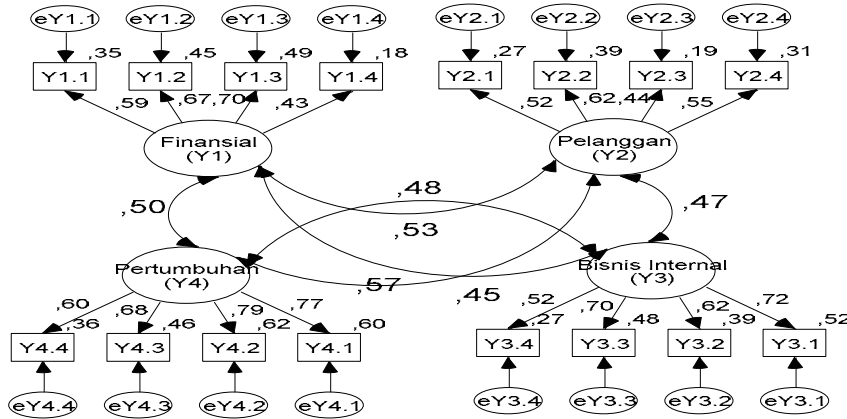 eY1.1 eY1.2 eY1.3 eY1.4 eY2.1 eY2.2 eY2.3 eY2.4
,35 ,45 ,49 ,18 ,27 ,39 ,19 ,31
Y1.1 Y1.2 Y1.3 Y1.4 Y2.1 Y2.2 Y2.3 Y2.4
,59 ,67 ,70 ,43 ,52 ,62 ,44 ,55
Finansial Pelanggan
(Y1) (Y2)
,50 ,48 ,47
,53
Pertumbuhan Bisnis Internal
(Y4) (Y3)
,57 ,45
,60 ,68 ,79 ,77 ,52 ,70 ,62 ,72
,36 ,46 ,62 ,60 ,27 ,48 ,39 ,52
Y4.4 Y4.3 Y4.2 Y4.1 Y3.4 Y3.3 Y3.2 Y3.1
eY4.4 eY4.3 eY4.2 eY4.1 eY3.4 eY3.3 eY3.2 eY3.1